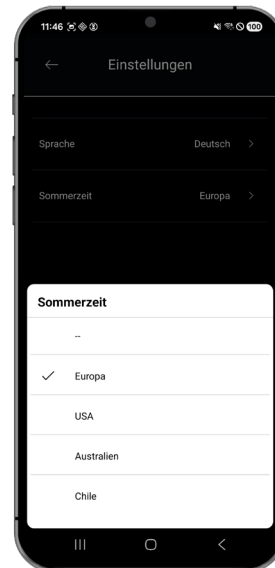 11:46
100
Einstellungen
Sprache Deutsch
Sommerzeit Europa
Sommerzeit
--
Europa
USA
Australien
Chile